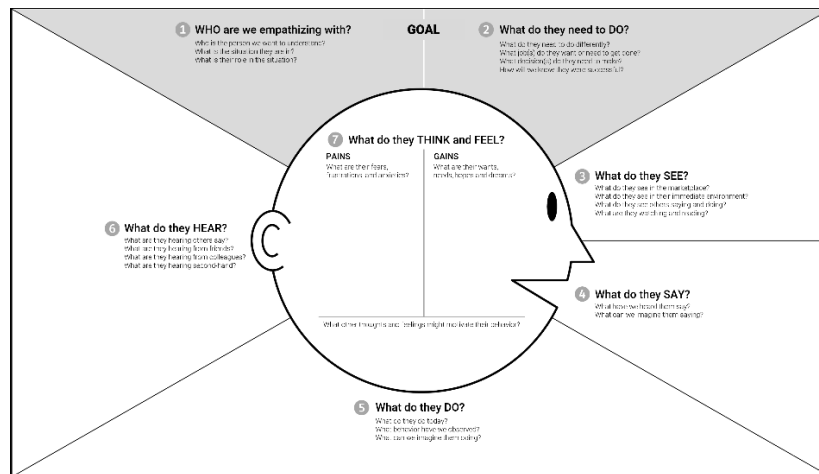 1 WHO are we empathizing with?
Who is the person we want to understand?
What is the situation they are in?
What is their role in the situation?
GOAL
2 What do they need to DO?
What do they need to do differently?
What job(s) do they want or need to get done?
What decision(s) do they need to make?
How will we know they were successful?
7 What do they THINK and FEEL?
PAINS
What are their fears,
frustrations, and anxieties?
GAINS
What are their wants,
needs, hopes and dreams?
What other thoughts and feelings might motivate their behavior?
3 What do they SEE?
What do they see in the marketplace?
What do they see in their immediate environment?
What do they see others saying and doing?
What are they watching and reading?
4 What do they SAY?
What have we heard them say?
What can we imagine them saying?
5 What do they DO?
What do they do today?
What behavior have we observed?
What can we imagine them doing?
6 What do they HEAR?
What are they hearing others say?
What are they hearing from friends?
What are they hearing from colleagues?
What are they hearing second-hand?